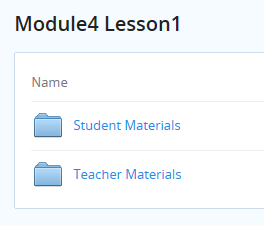 Module4 Lesson1
Name
Student Materials
Teacher Materials